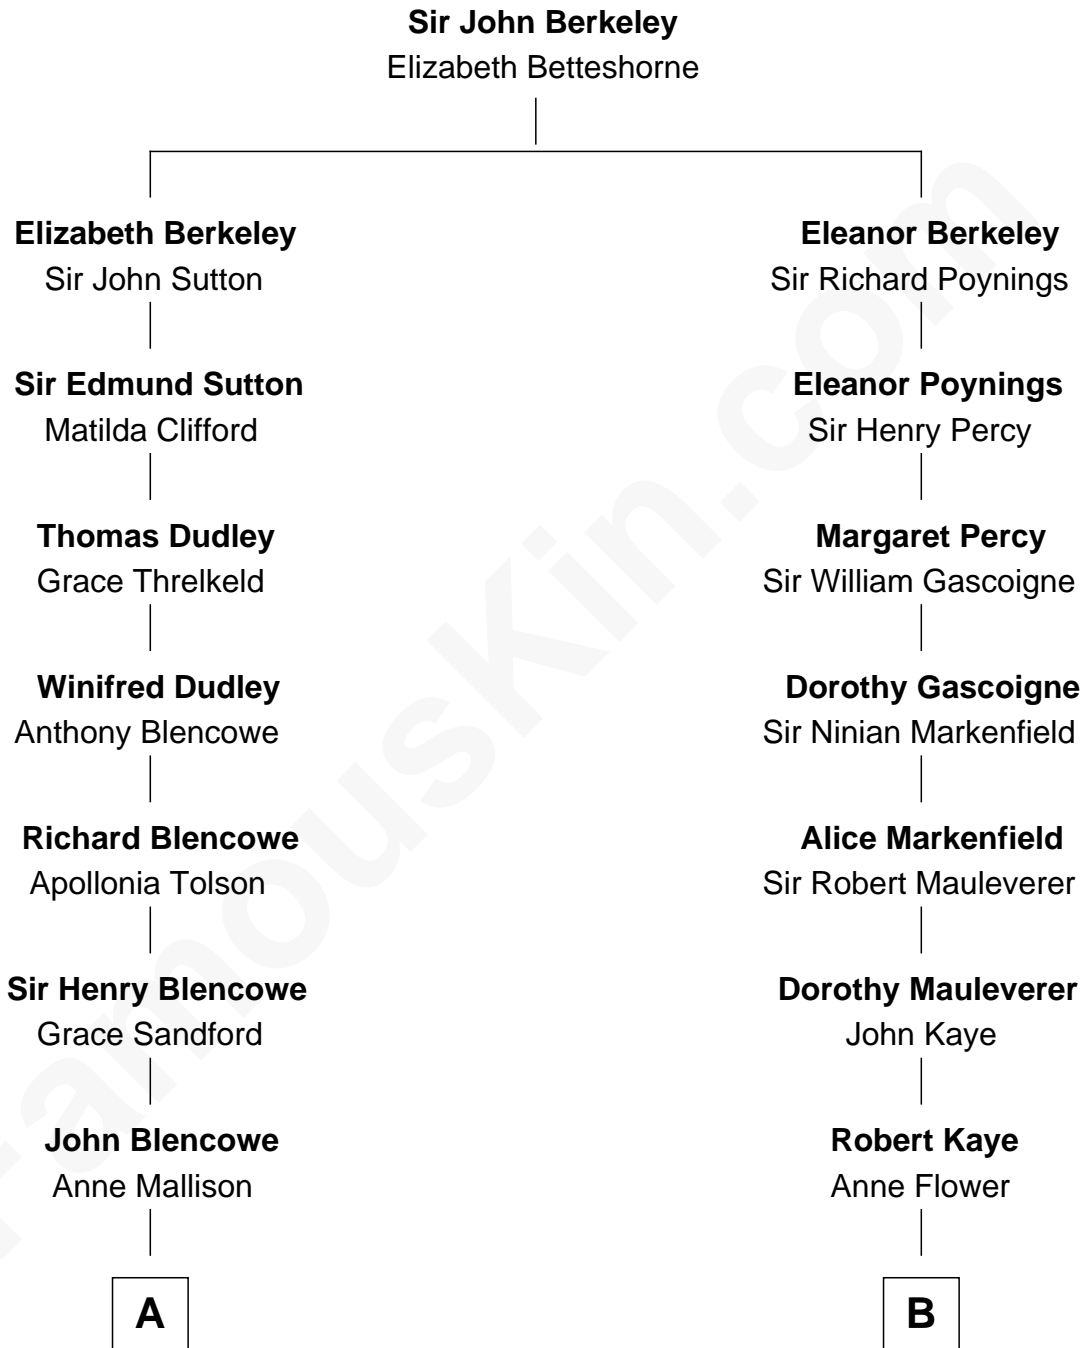 Sir John Berkeley
Elizabeth Betteshorne
Elizabeth Berkeley
Sir John Sutton
Sir Edmund Sutton
Matilda Clifford
Thomas Dudley
Grace Threlkeld
Winifred Dudley
Anthony Blencowe
Richard Blencowe
Apollonia Tolson
Sir Henry Blencowe
Grace Sandford
John Blencowe
Anne Mallison
A
Eleanor Berkeley
Sir Richard Poynings
Eleanor Poynings
Sir Henry Percy
Margaret Percy
Sir William Gascoigne
Dorothy Gascoigne
Sir Ninian Markenfield
Alice Markenfield
Sir Robert Mauleverer
Dorothy Mauleverer
John Kaye
Robert Kaye
Anne Flower
B
FamousKin.com